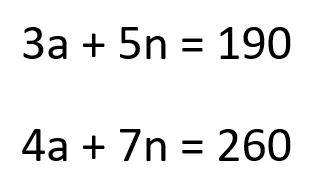 3a + 5n = 190
4a + 7n = 260